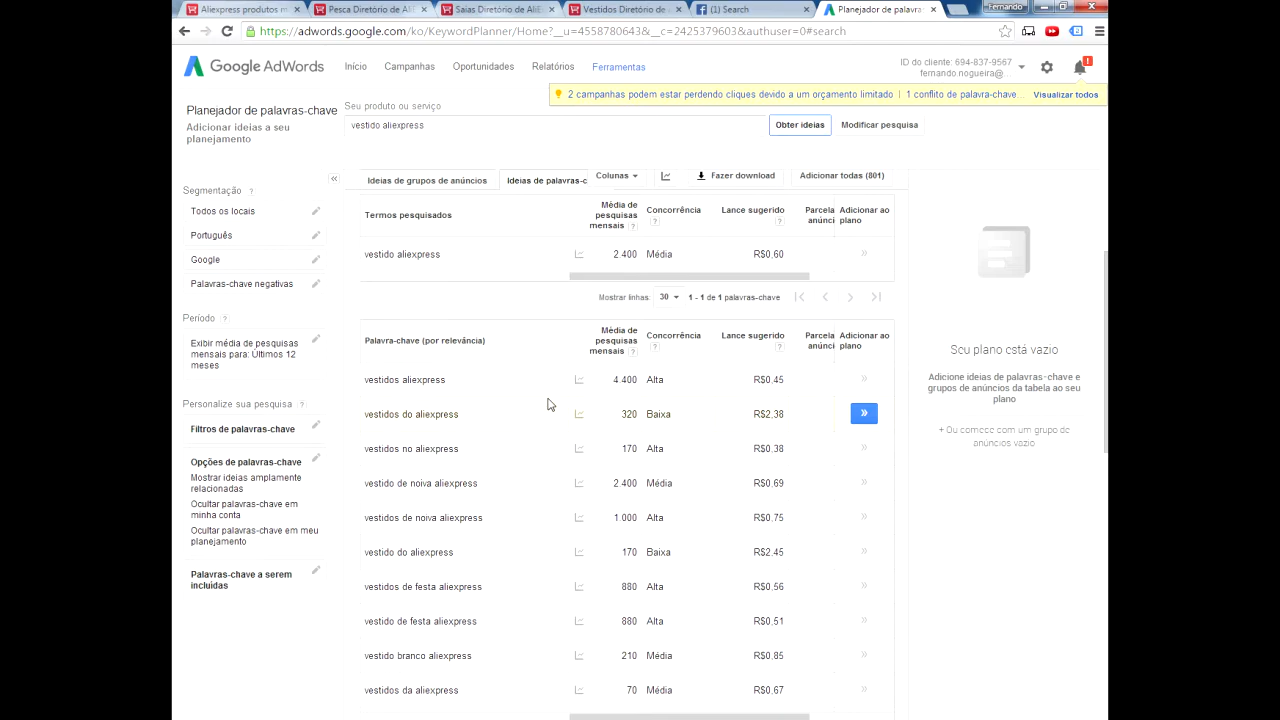 Aliexpress produtos m
Pesca Diretório de AliE
Saias Diretório de AliEE
Vestidos Diretório de
(1) Search
Planejador de palavras
Fernando
https://adwords.google.com/ko/KeywordPlanner/Home?__u=4558780643&__c=2425379603&authuser=0#search
Google AdWords
Início
Campanhas
Oportunidades
Relatórios
Ferramentas
ID do cliente: 694-837-9567
fernando.nogueira@...
2 campanhas podem estar perdendo cliques devido a um orçamento limitado | 1 conflito de palavra-chave... Visualizar todos
Planejador de palavras-chave
Adicionar ideias a seu
planejamento
Seu produto ou serviço
vestido aliexpress
Obter ideias
Modificar pesquisa
Segmentação ?
Todos os locais
Português
Google
Palavras-chave negativas
Período ?
Exibir média de pesquisas
mensais para: Últimos 12
meses
Personalize sua pesquisa ?
Filtros de palavra-chave
Opções de palavras-chave
Mostrar ideias amplamente
relacionadas
Ocultar palavras-chave em
minha conta
Ocultar palavras-chave em meu
planejamento
Palavras-chave a serem
incluídas
Ideias de grupos de anúncios
Ideias de palavras-c
Colunas
Fazer download
Adicionar todas (801)
Termos pesquisados
Média de
pesquisas
mensais ?
Concorrência
?
Lance sugerido
?
Parcela
anúnci
Adicionar ao
plano
vestido aliexpress 2.400 Média R$0,60 »
Mostrar linhas: 30 1 - 1 de 1 palavras-chave
Palavra-chave (por relevância)
Média de
pesquisas
mensais ?
Concorrência
?
Lance sugerido
?
Parcela
anúnci
Adicionar ao
plano
vestidos aliexpress 4.400 Alta R$0,45 »
vestidos do aliexpress 320 Baixa R$2,38 »
vestidos no aliexpress 170 Alta R$0,38 »
vestido de noiva aliexpress 2.400 Média R$0,69 »
vestidos de noiva aliexpress 1.000 Alta R$0,75 »
vestido do aliexpress 170 Baixa R$2,45 »
vestidos de festa aliexpress 880 Alta R$0,56 »
vestido de festa aliexpress 880 Alta R$0,51 »
vestido branco aliexpress 210 Média R$0,85 »
vestidos da aliexpress 70 Média R$0,67 »
Seu plano está vazio
Adicione ideias de palavras-chave e
grupos de anúncios da tabela ao seu
plano
+ Ou comece com um grupo de
anúncios vazio